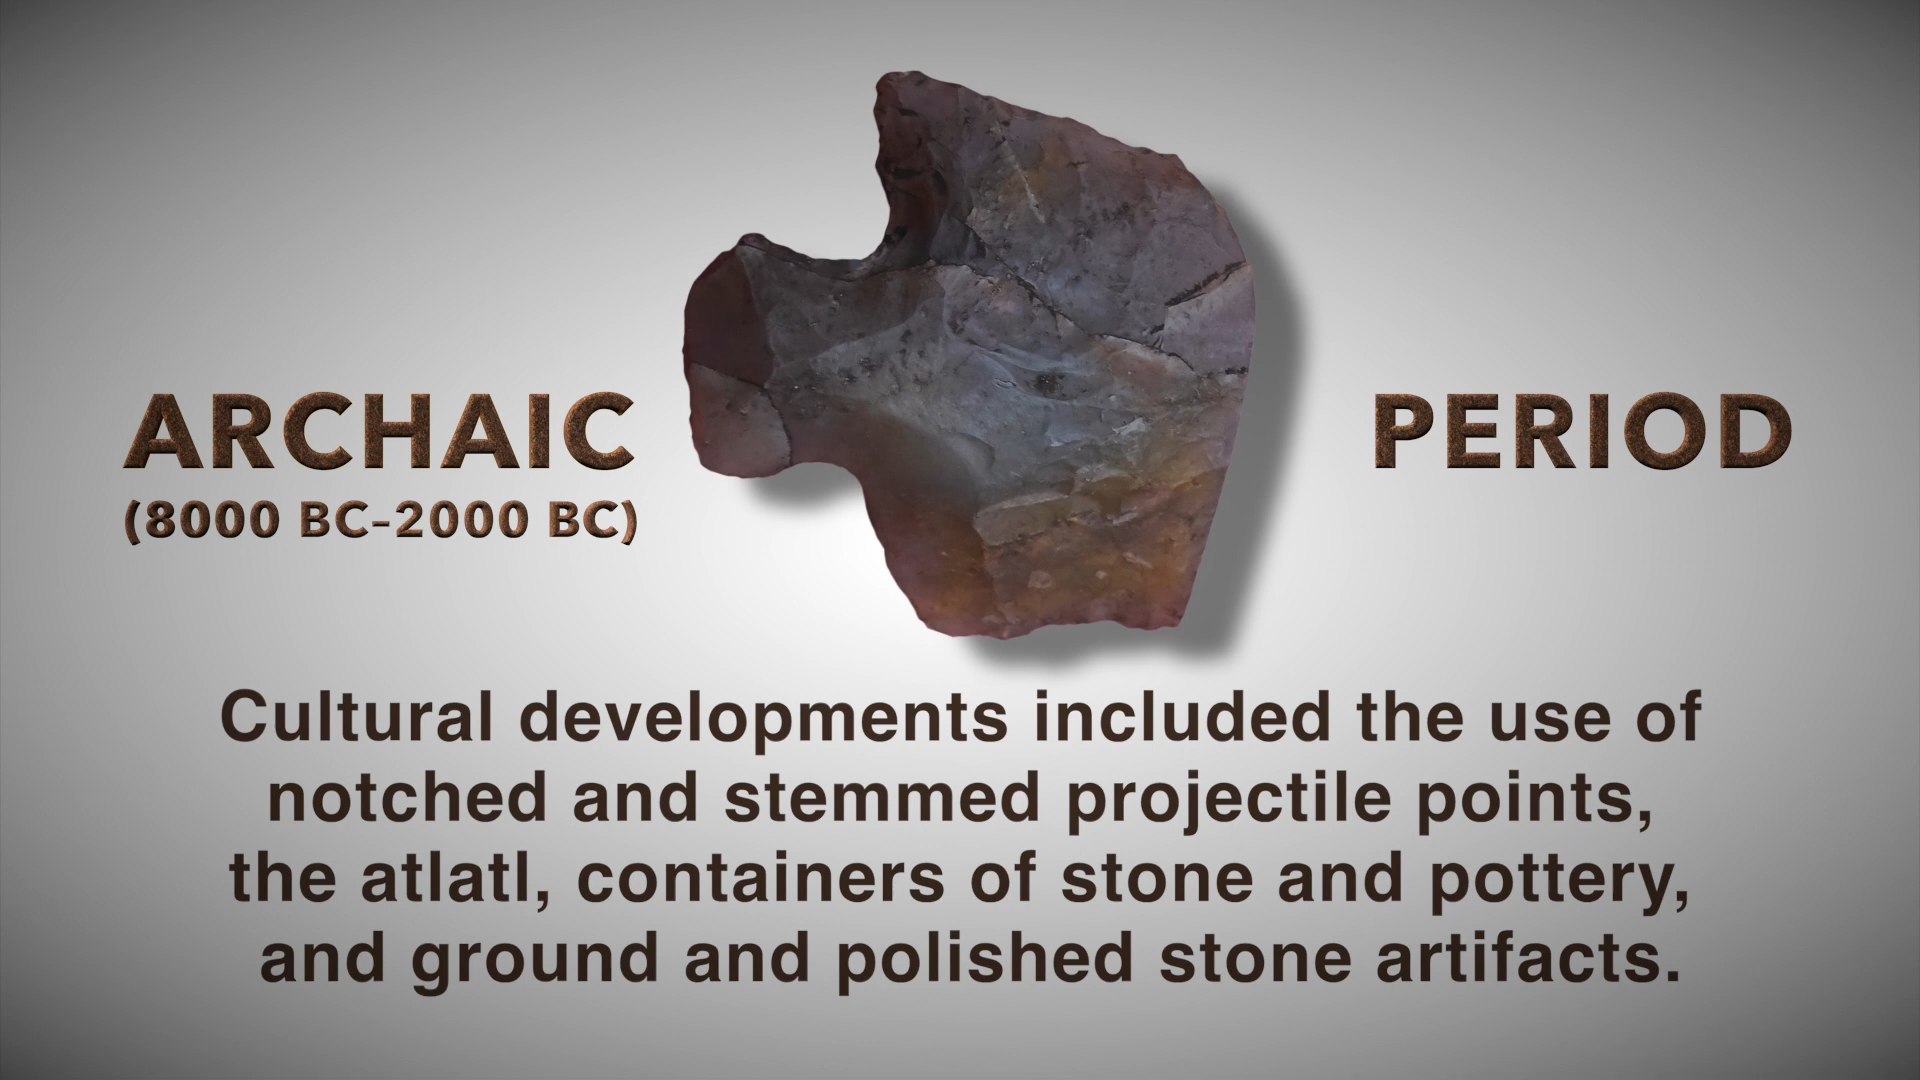 ARCHAIC PERIOD
(8000 BC-2000 BC)
Cultural developments included the use of
notched and stemmed projectile points,
the atlatl, containers of stone and pottery,
and ground and polished stone artifacts.